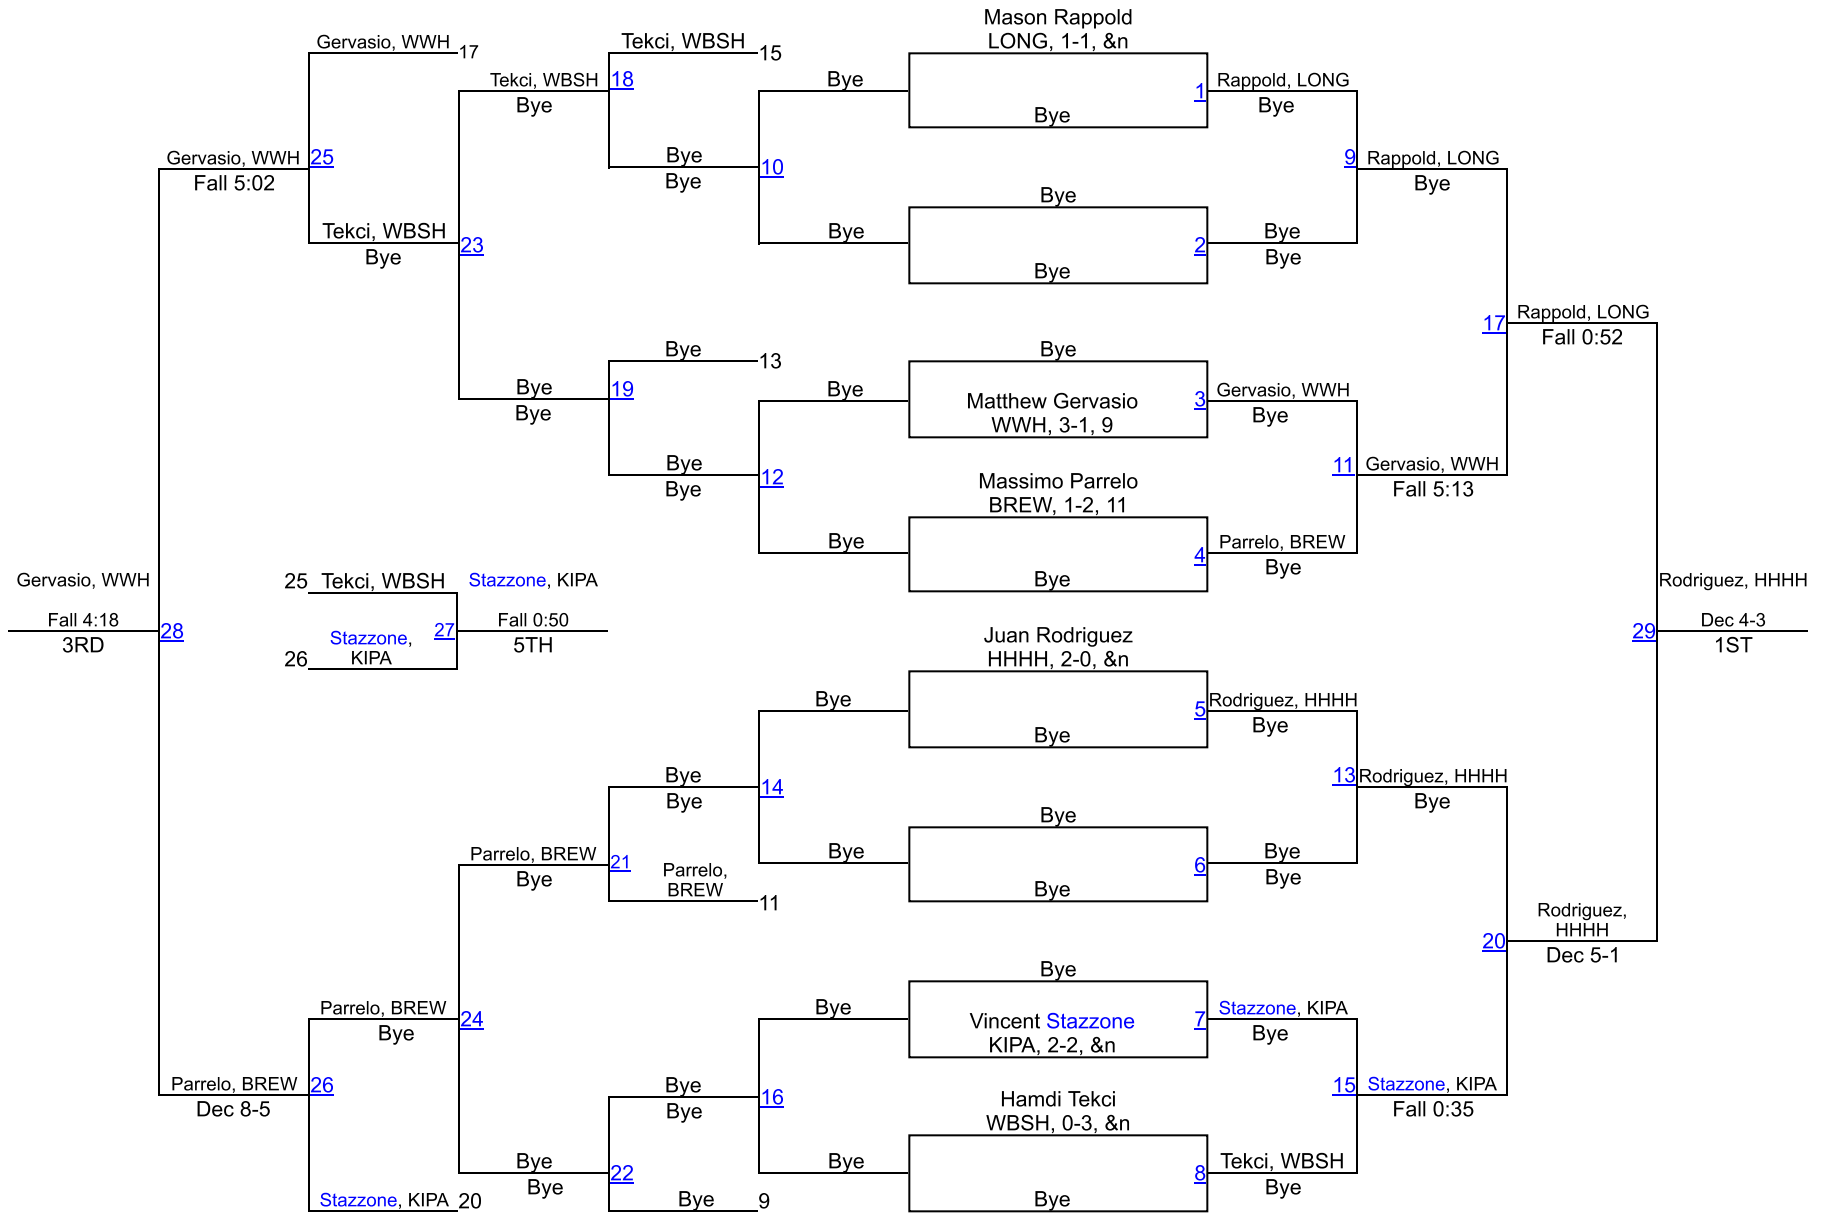 Mason Rappold
LONG, 1-1, &n
Gervasio, WWH
17
Tekci, WBSH
15
Tekci, WBSH
18
Bye
Bye
Bye
1
Rappold, LONG
Bye
Bye
Gervasio, WWH
25
Fall 5:02
Bye
10
Bye
9
Rappold, LONG
Bye
Bye
Tekci, WBSH
23
Bye
Bye
2
Bye
Bye
Bye
17
Rappold, LONG
Fall 0:52
Bye
13
Bye
Bye
19
Bye
Bye
Matthew Gervasio
WWH, 3-1, 9
3
Gervasio, WWH
Bye
Bye
12
Bye
11
Gervasio, WWH
Fall 5:13
Massimo Parrelo
BREW, 1-2, 11
Bye
4
Parrelo, BREW
Bye
Bye
Gervasio, WWH
Fall 4:18
3RD
28
25
Tekci, WBSH
Stazzone, KIPA
26
Stazzone,
KIPA
27
Fall 0:50
5TH
Rodriguez, HHHH
29
Dec 4-3
1ST
Juan Rodriguez
HHHH, 2-0, &n
Bye
5
Rodriguez, HHHH
Bye
Bye
Bye
14
Bye
13
Rodriguez, HHHH
Bye
Bye
Bye
6
Bye
Bye
Bye
Parrelo, BREW
21
Bye
Parrelo,
BREW
11
20
Rodriguez,
HHHH
Dec 5-1
Bye
Parrelo, BREW
24
Bye
Bye
Vincent Stazzone
KIPA, 2-2, &n
7
Stazzone, KIPA
Bye
Parrelo, BREW
26
Dec 8-5
Bye
16
Bye
15
Stazzone, KIPA
Fall 0:35
Hamdi Tekci
WBSH, 0-3, &n
Bye
22
Bye
Bye
8
Tekci, WBSH
Bye
Bye
Stazzone, KIPA
20
Bye
9